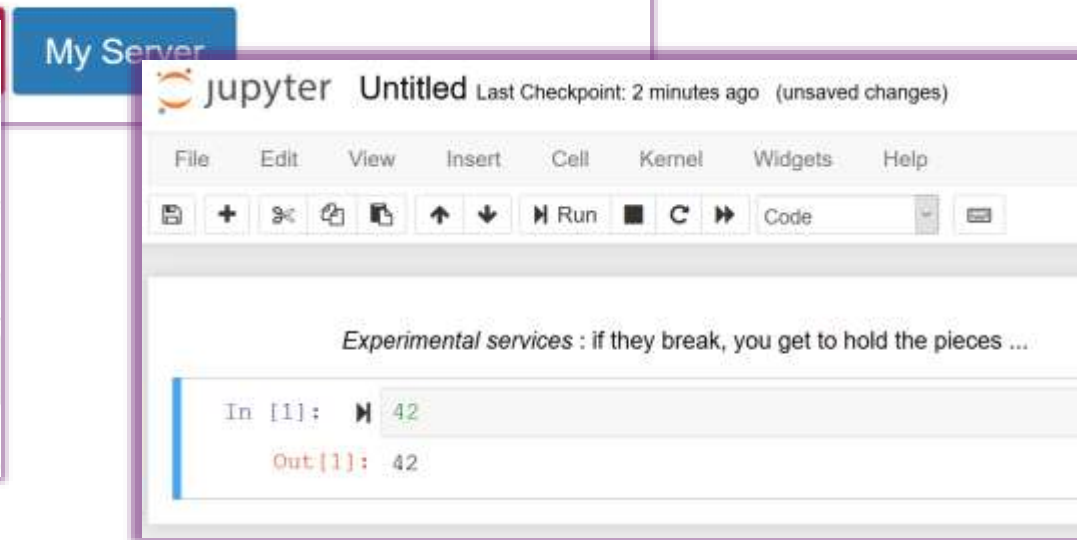 My Server
jupyter Untitled Last Checkpoint: 2 minutes ago (unsaved changes)
File Edit View Insert Cell Kernel Widgets Help
Run Code
Experimental services : if they break, you get to hold the pieces ...
In [1]: 42
Out[1]: 42